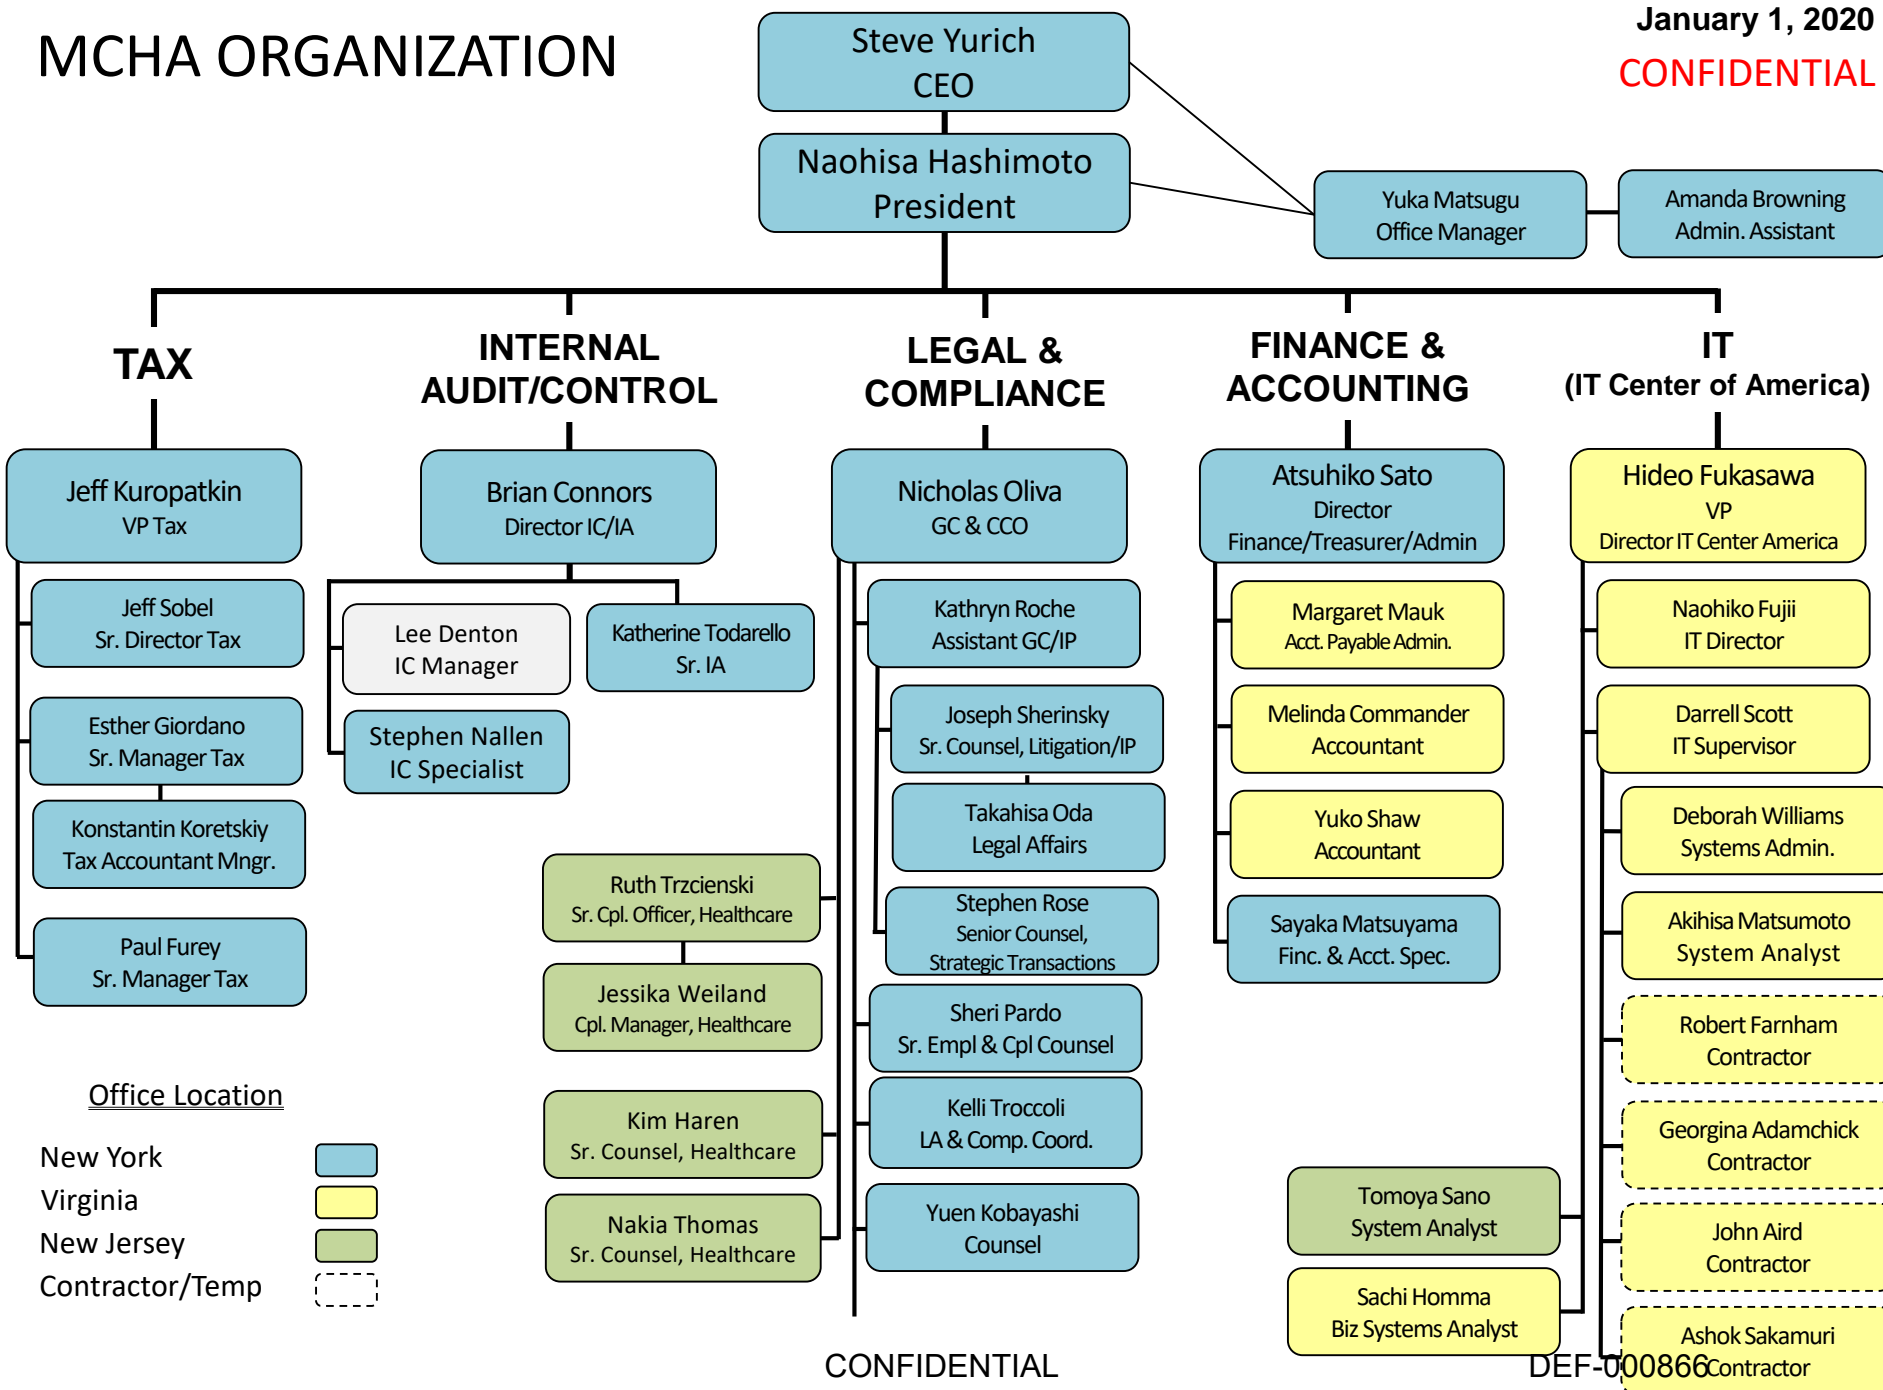 MCHA ORGANIZATION
January 1, 2020
CONFIDENTIAL
Steve Yurich
CEO
Naohisa Hashimoto
President
Yuka Matsugu
Office Manager
Amanda Browning
Admin. Assistant
TAX
INTERNAL
AUDIT/CONTROL
LEGAL &
COMPLIANCE
FINANCE &
ACCOUNTING
IT
(IT Center of America)
Jeff Kuropatkin
VP Tax
Jeff Sobel
Sr. Director Tax
Esther Giordano
Sr. Manager Tax
Konstantin Koretskiy
Tax Accountant Mngr.
Paul Furey
Sr. Manager Tax
Brian Connors
Director IC/IA
Lee Denton
IC Manager
Katherine Todarello
Sr. IA
Stephen Nallen
IC Specialist
Nicholas Oliva
GC & CCO
Kathryn Roche
Assistant GC/IP
Joseph Sherinsky
Sr. Counsel, Litigation/IP
Takahisa Oda
Legal Affairs
Stephen Rose
Senior Counsel,
Strategic Transactions
Sheri Pardo
Sr. Empl & Cpl Counsel
Kelli Troccoli
LA & Comp. Coord.
Yuen Kobayashi
Counsel
Ruth Trzcienski
Sr. Cpl. Officer, Healthcare
Jessika Weiland
Cpl. Manager, Healthcare
Kim Haren
Sr. Counsel, Healthcare
Nakia Thomas
Sr. Counsel, Healthcare
Atsuhiko Sato
Director
Finance/Treasurer/Admin
Margaret Mauk
Acct. Payable Admin.
Melinda Commander
Accountant
Yuko Shaw
Accountant
Sayaka Matsuyama
Finc. & Acct. Spec.
Hideo Fukasawa
VP
Director IT Center America
Naohiko Fujii
IT Director
Darrell Scott
IT Supervisor
Deborah Williams
Systems Admin.
Akihisa Matsumoto
System Analyst
Robert Farnham
Contractor
Georgina Adamchick
Contractor
John Aird
Contractor
Ashok Sakamuri
Contractor
Tomoya Sano
System Analyst
Sachi Homma
Biz Systems Analyst
Office Location
New York
Virginia
New Jersey
Contractor/Temp
CONFIDENTIAL
DEF-000866